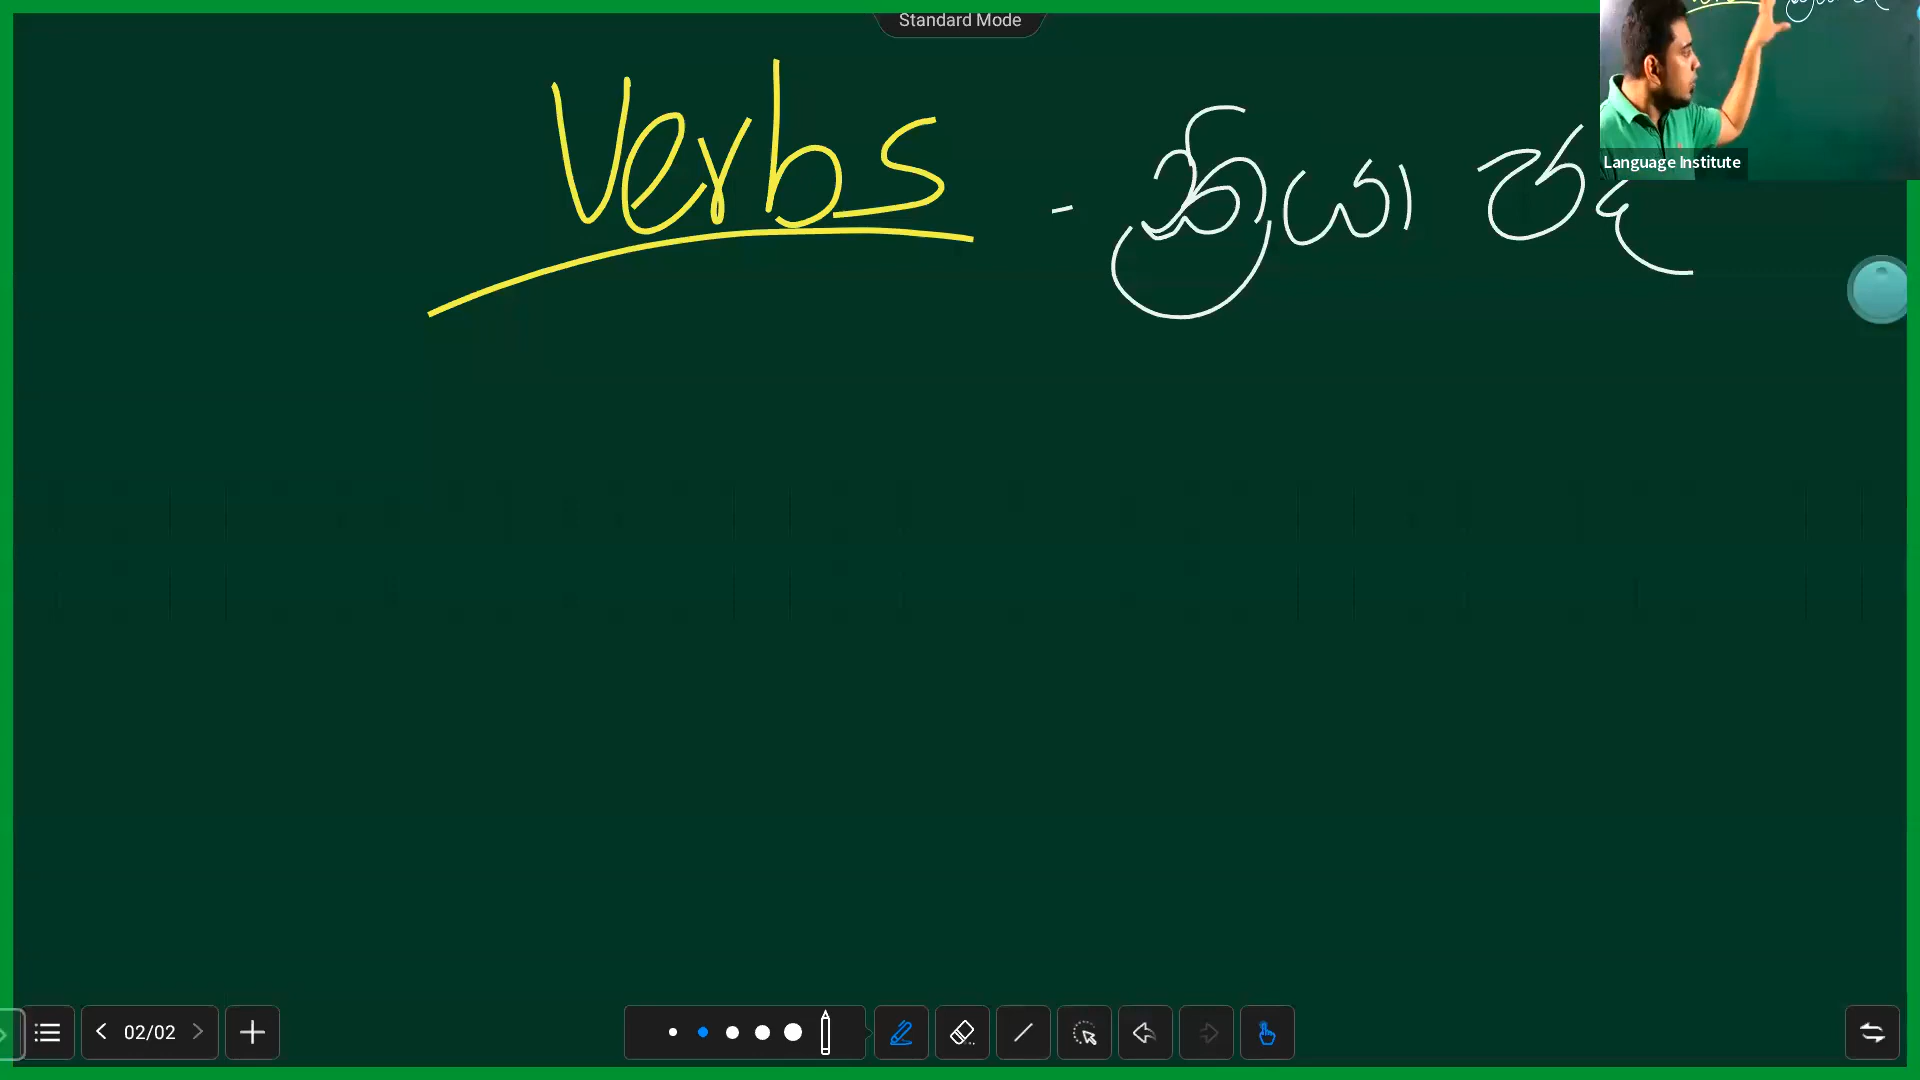 Standard Mode
Verbs - ක්‍රියා පද
Language Institute
02/02